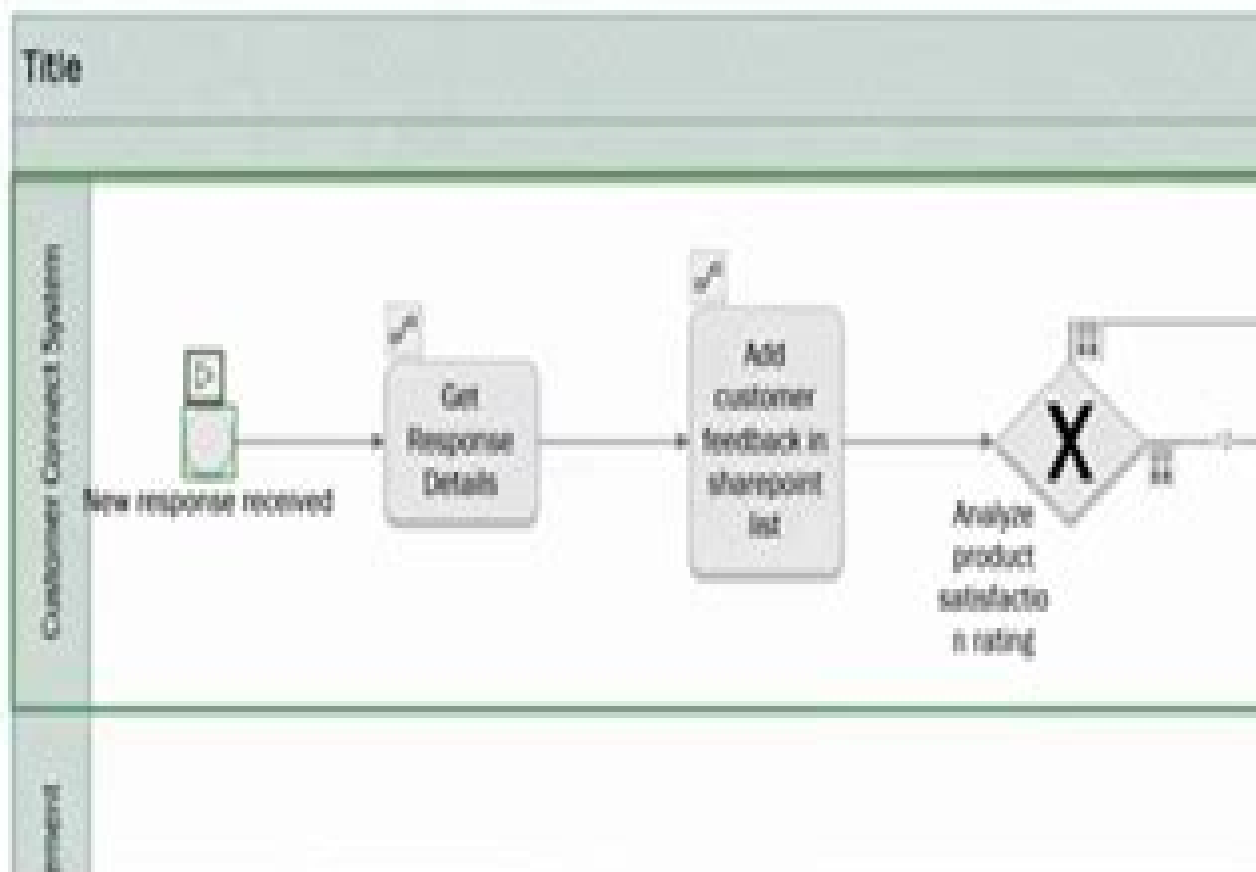 Title
Customer Connect System
New response received
Get
Response
Details
Add
customer
feedback in
sharepoint
list
X
Analyze
product
satisfactio
n rating
ement